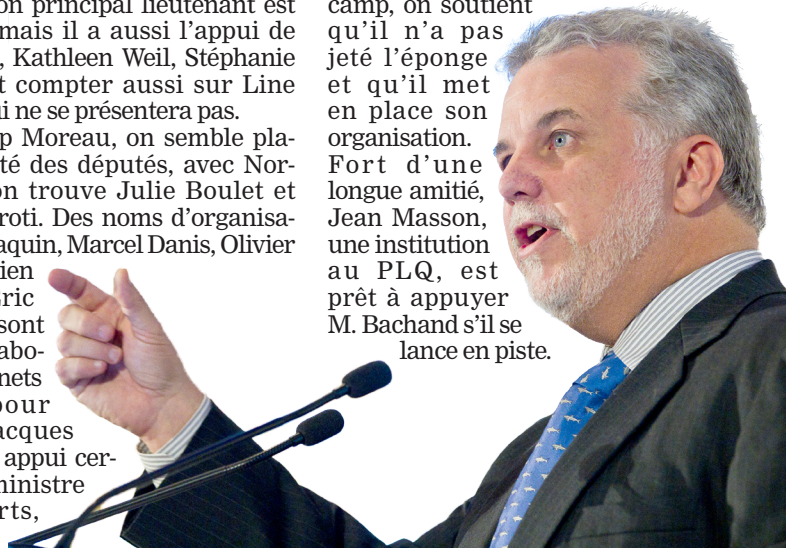 on principal lieutenant est
mais il a aussi l'appui de
, Kathleen Weil, Stéphanie
t compter aussi sur Line
ui ne se présentera pas.
p Moreau, on semble pla-
té des députés, avec Nor-
on trouve Julie Boulet et
roti. Des noms d'organisa-
aquin, Marcel Danis, Olivier
ien
ric
sont
abo-
nets
pour
acques
appui cer-
ministre
rts,
camp, on soutient
qu'il n'a pas
jeté l'éponge
et qu'il met
en place son
organisation.
Fort d'une
longue amitié,
Jean Masson,
une institution
au PLQ, est
prêt à appuyer
M. Bachand s'il se
lance en piste.